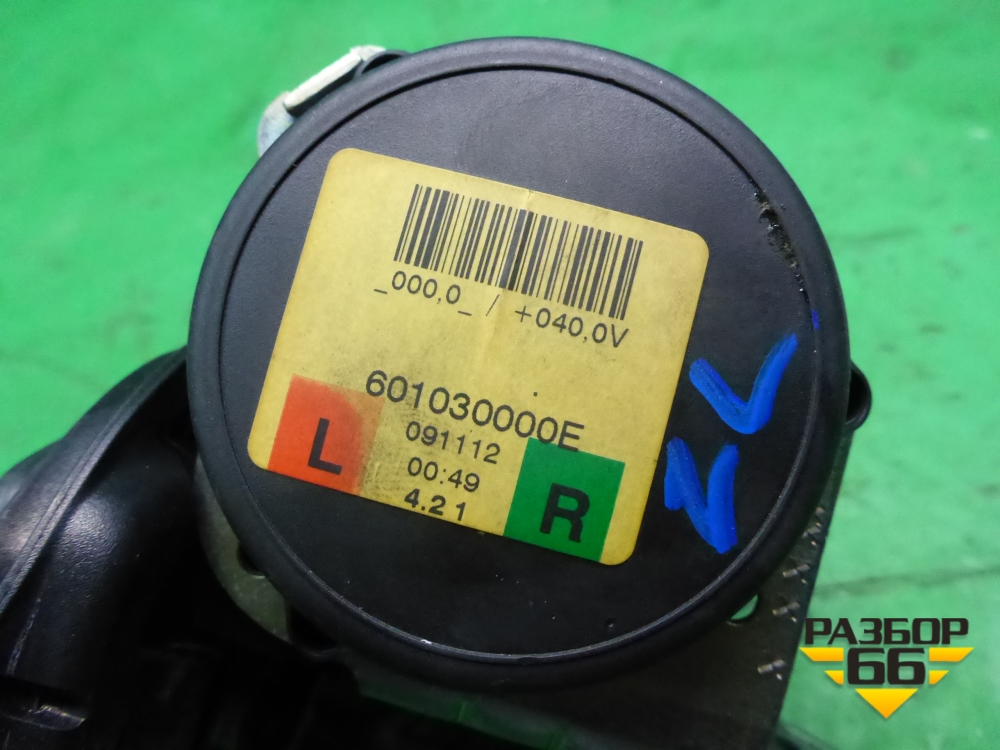 _000,0_ / +040,0V
601030000E
091112
00:49
4.2 1
L
R
РАЗБОР
66